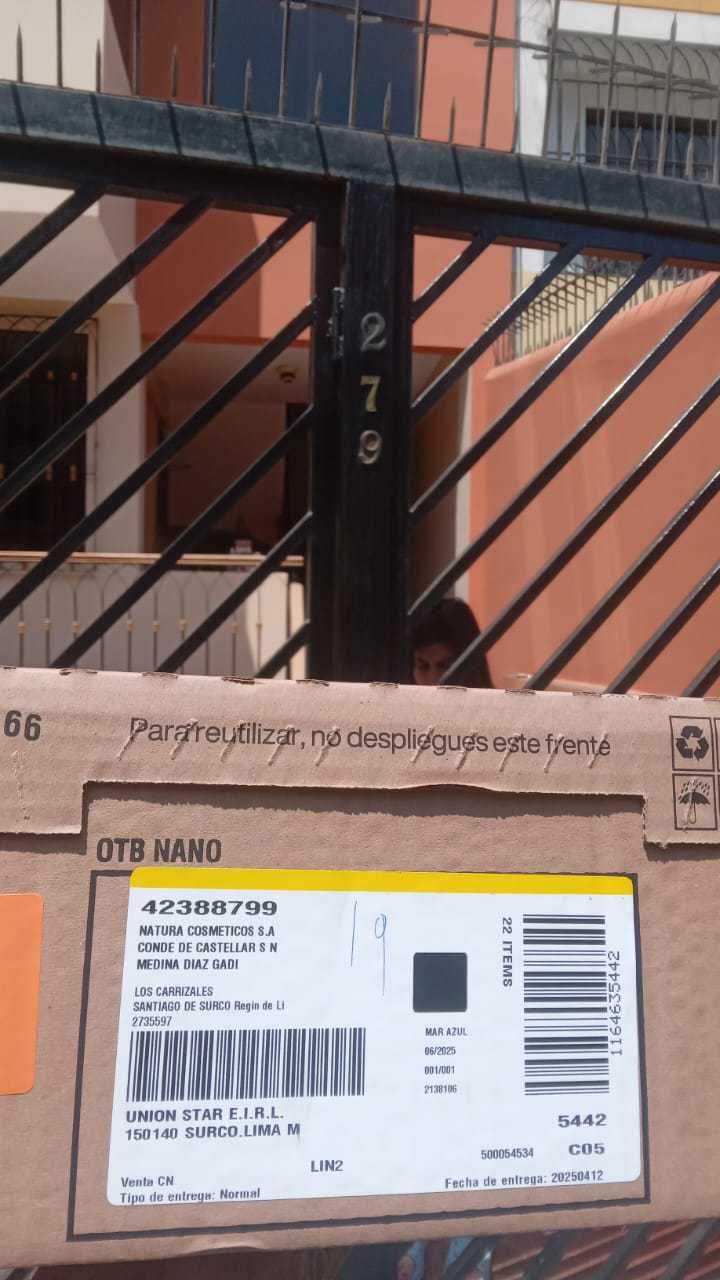 2
7
9
66
Para reutilizar, no despliegues este frente
OTB NANO
42388799
NATURA COSMETICOS S.A
CONDE DE CASTELLAR S N
MEDINA DIAZ GADI
19
LOS CARRIZALES
SANTIAGO DE SURCO Regin de Li
2735597
22 ITEMS
1164635442
MAR AZUL
06/2025
001/001
2138106
UNION STAR E.I.R.L.
150140 SURCO.LIMA M
5442
LIN2
500054534
C05
Venta CN
Tipo de entrega: Normal
Fecha de entrega: 20250412